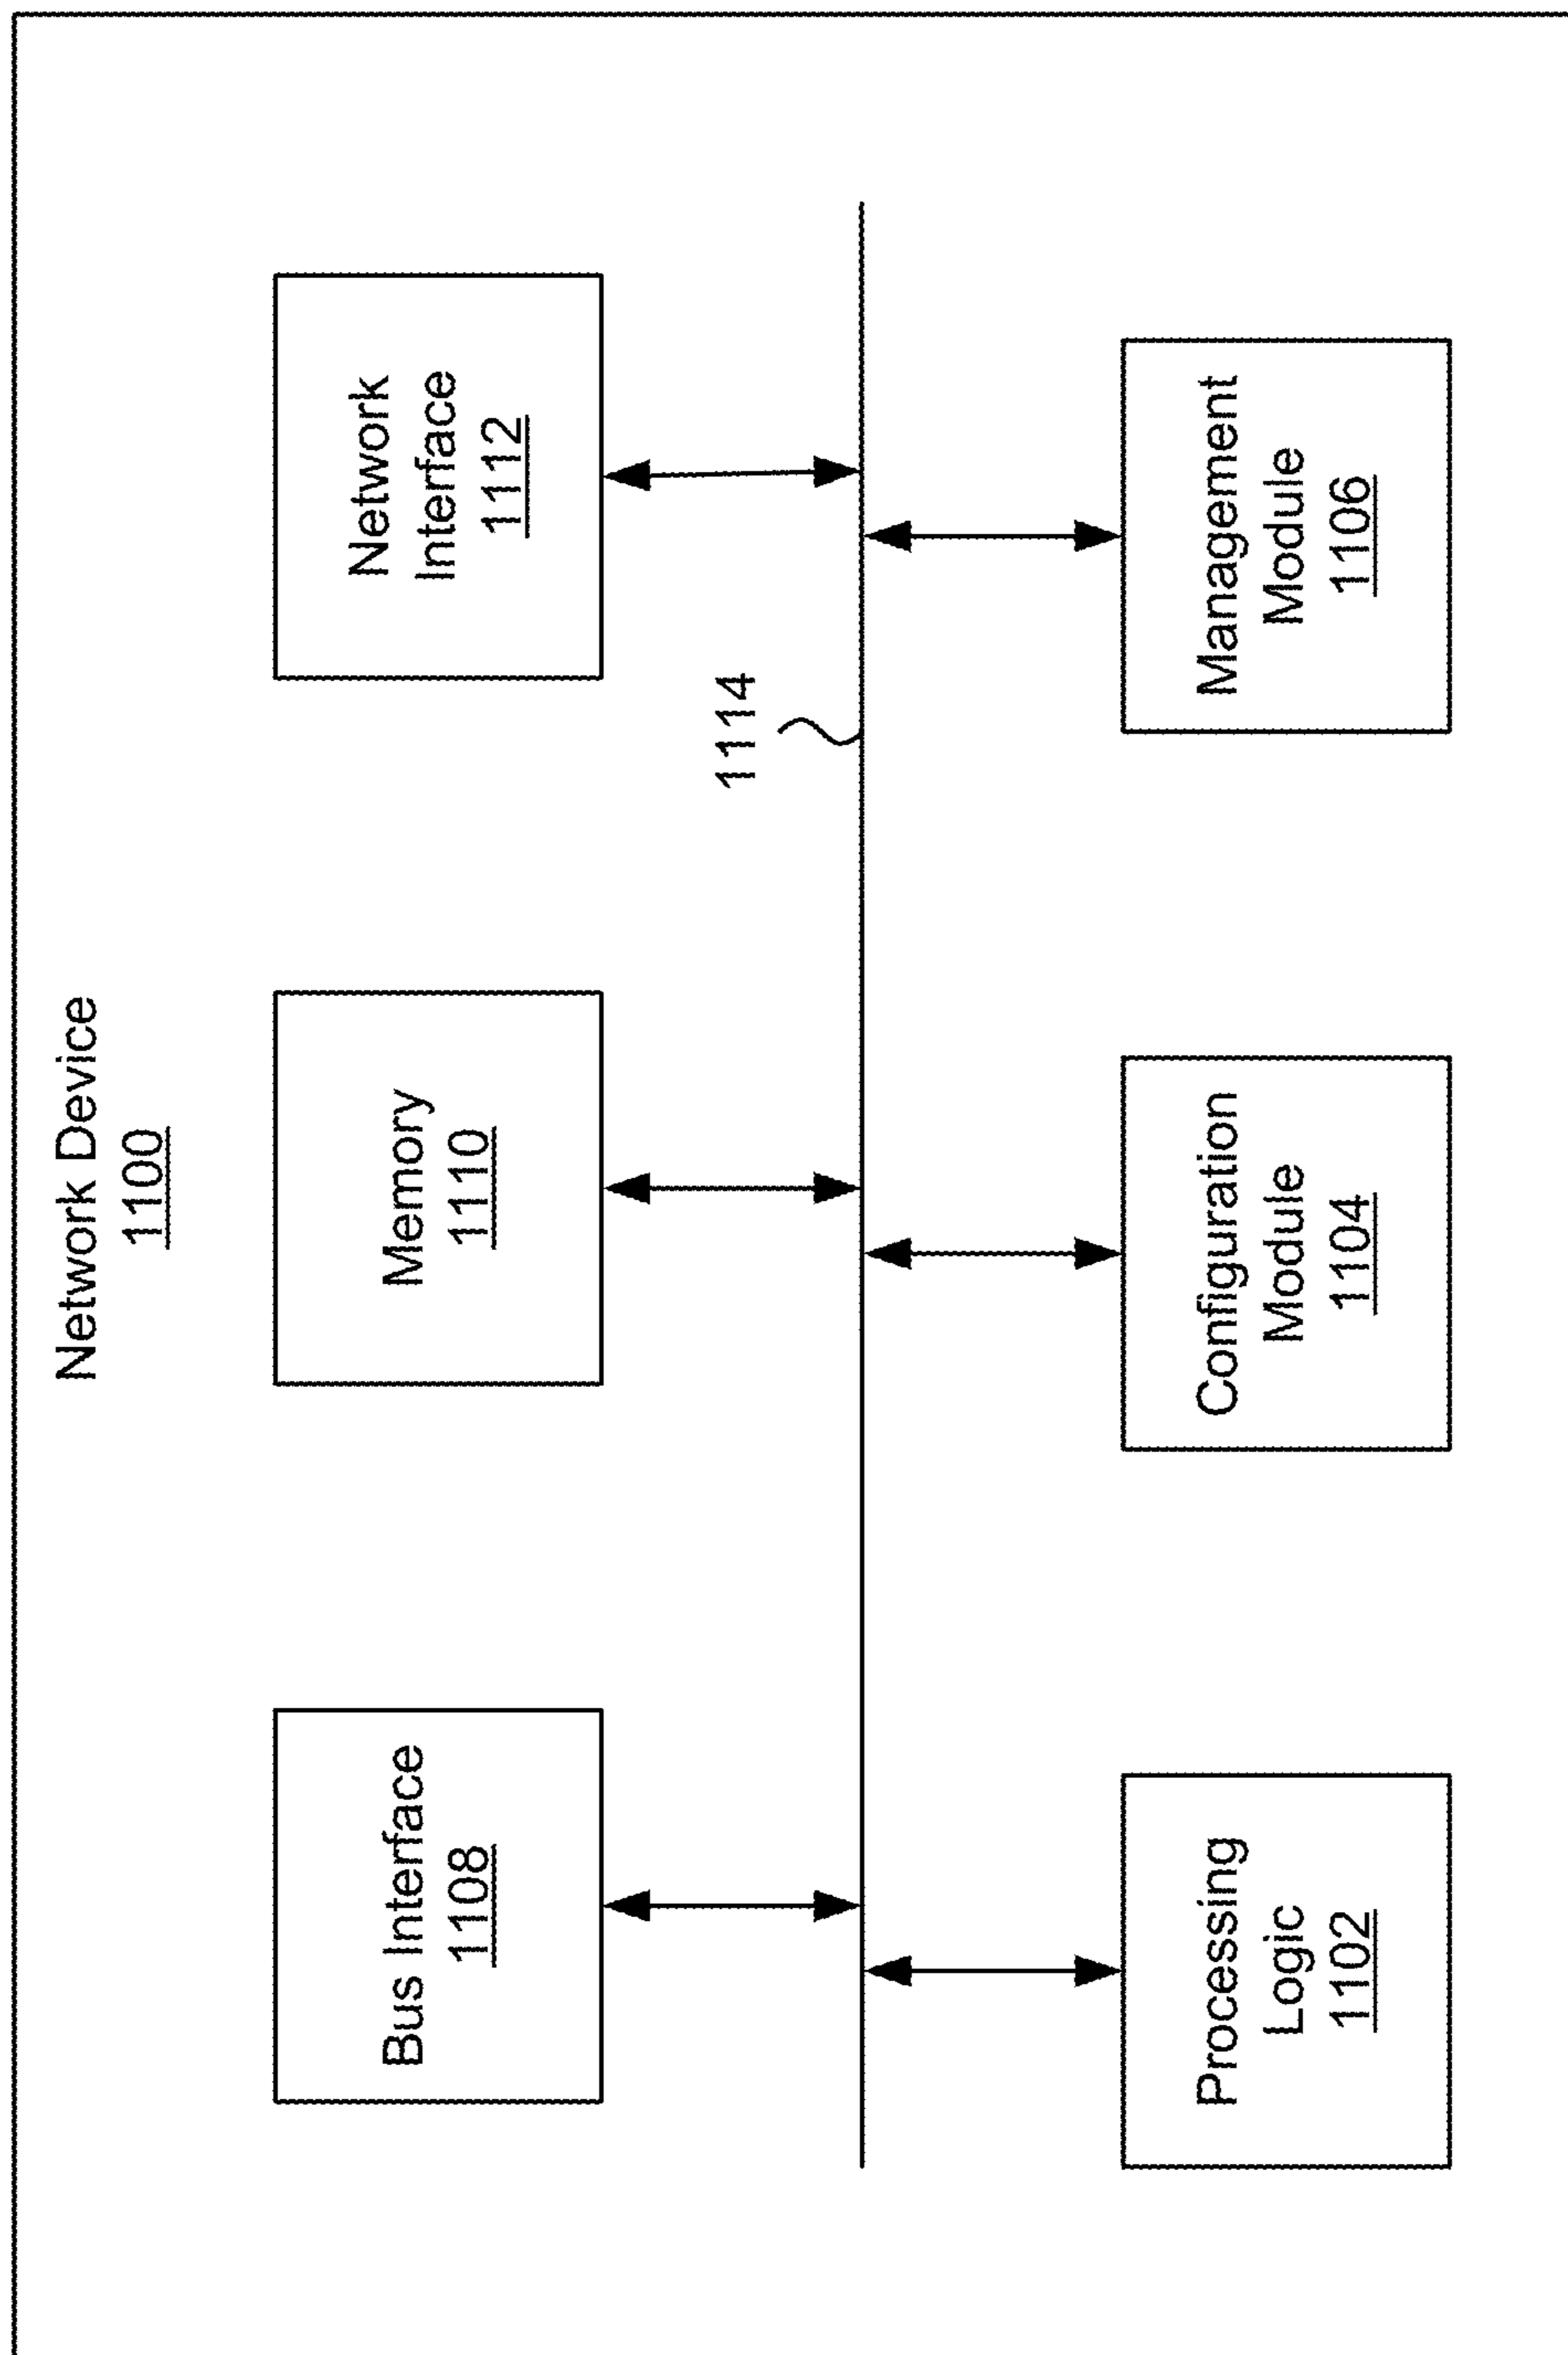 Network Device
1100
Bus Interface
1108
Memory
1110
Network
Interface
1112
1114
Processing
Logic
1102
Configuration
Module
1104
Management
Module
1106